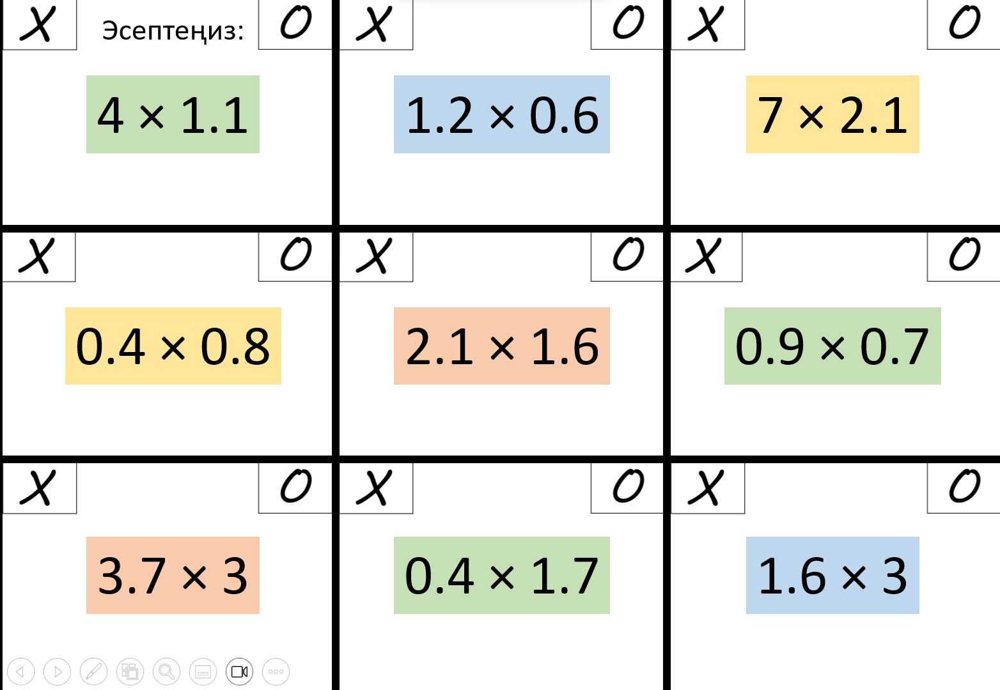 X Эсептеңиз: O X O X O
4 × 1.1
1.2 × 0.6
7 × 2.1
X O X O X O
0.4 × 0.8
2.1 × 1.6
0.9 × 0.7
X O X O X O
3.7 × 3
0.4 × 1.7
1.6 × 3